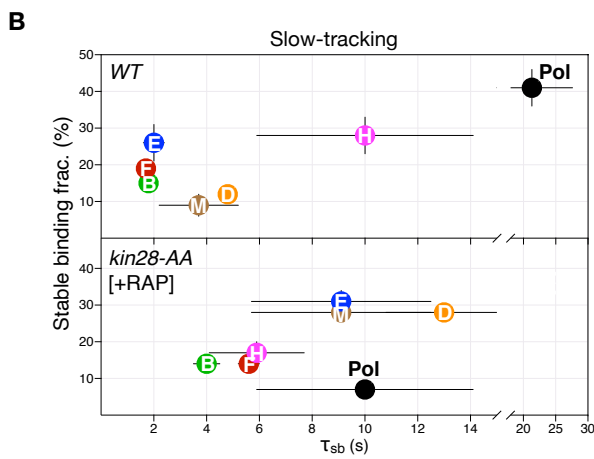 B
Slow-tracking
Stable binding frac. (%)
50
40
30
20
10
WT
Pol
E
H
F
B
D
M
kin28-AA
[+RAP]
40
30
20
10
E
M
D
H
B
F
Pol
2 4 6 8 10 12 14 20 25 30
τsb (s)